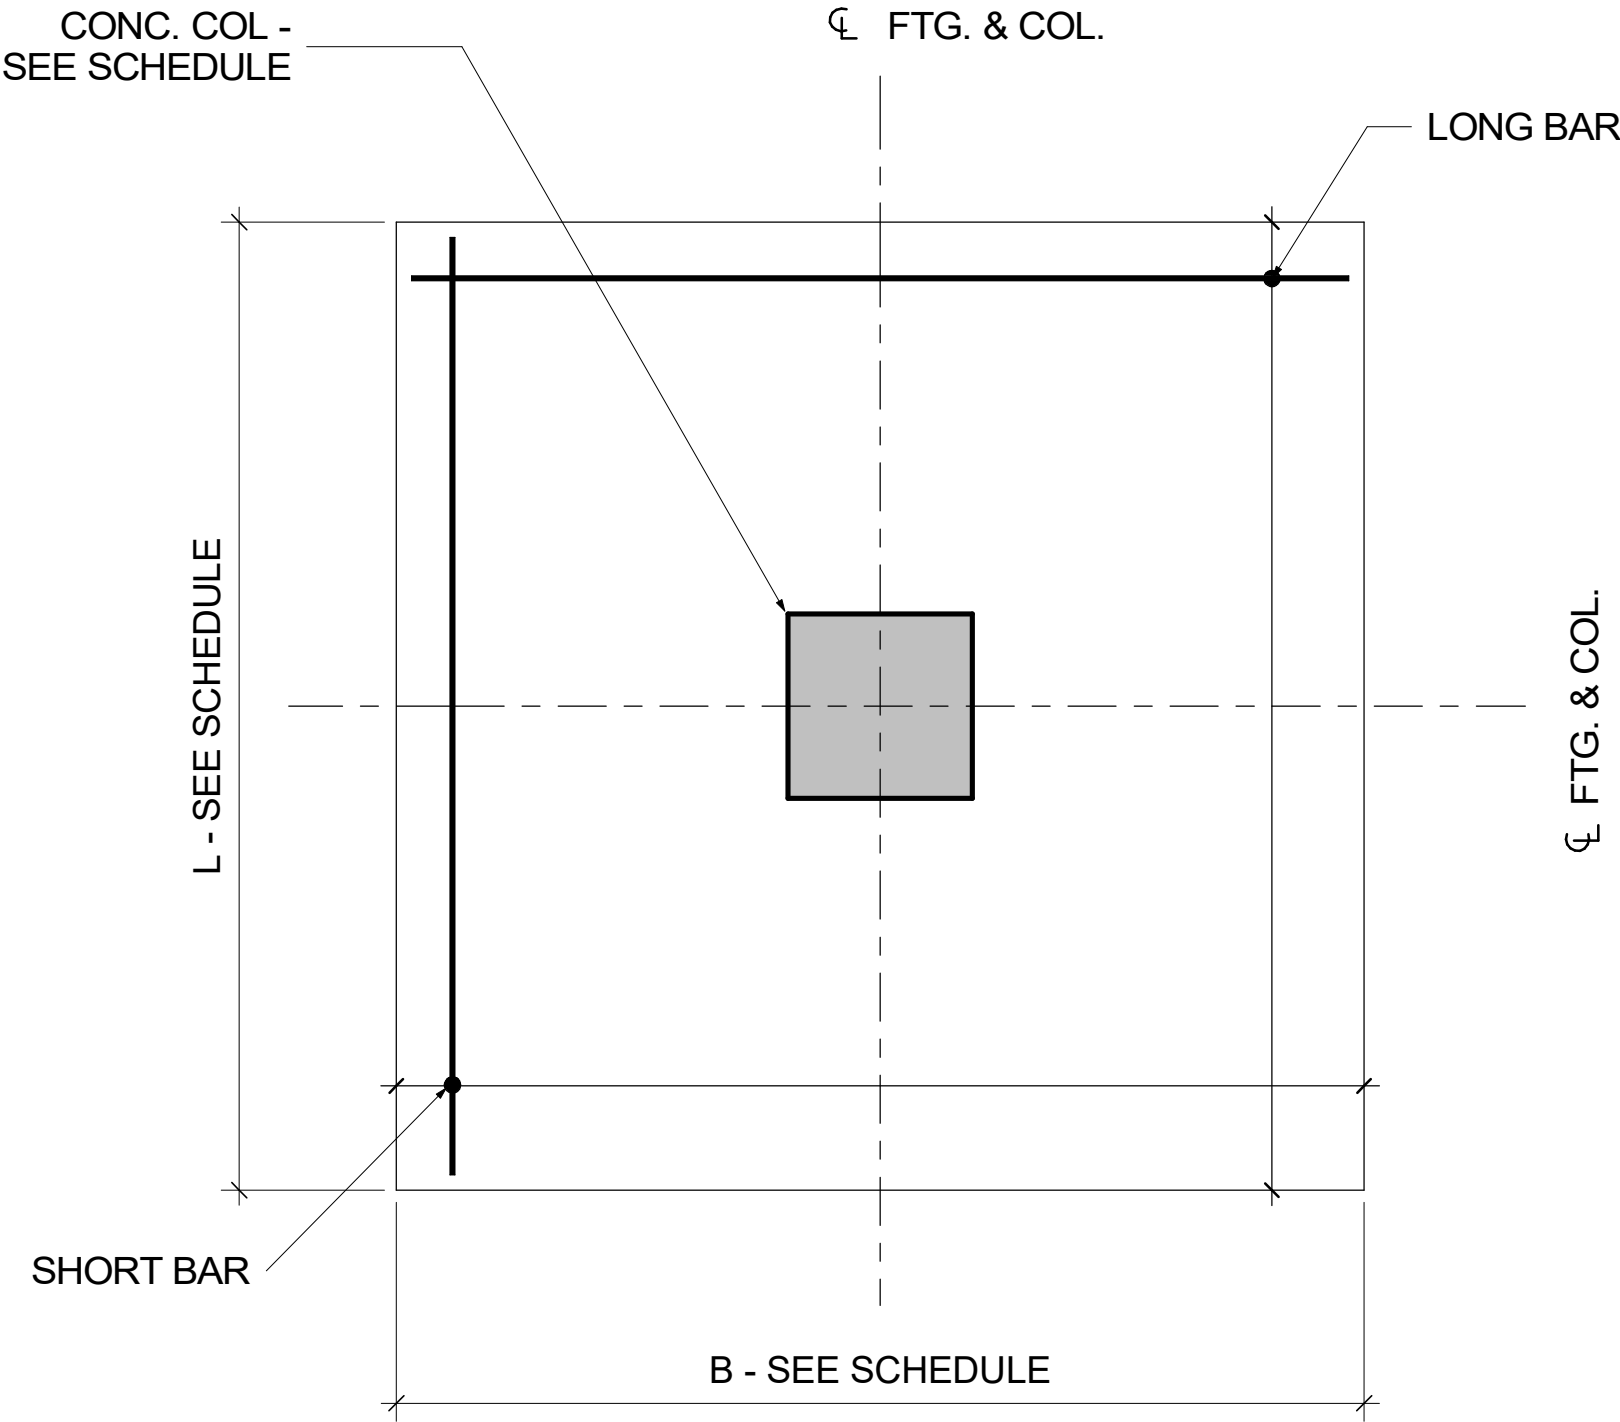 CONC. COL -
SEE SCHEDULE
℄ FTG. & COL.
LONG BAR
L - SEE SCHEDULE
℄ FTG. & COL.
SHORT BAR
B - SEE SCHEDULE